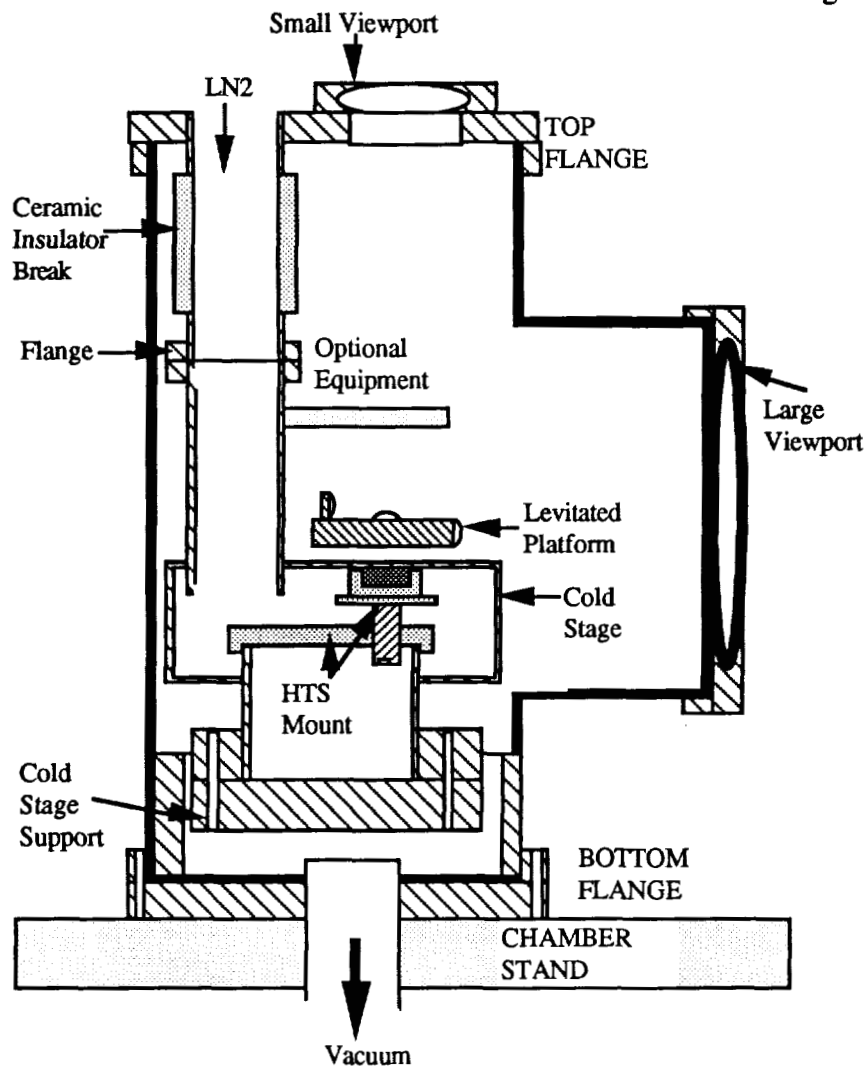 Small Viewport
LN2
TOP
FLANGE
Ceramic
Insulator
Break
Flange
Optional
Equipment
Large
Viewport
Levitated
Platform
Cold
Stage
HTS
Mount
Cold
Stage
Support
BOTTOM
FLANGE
CHAMBER
STAND
Vacuum